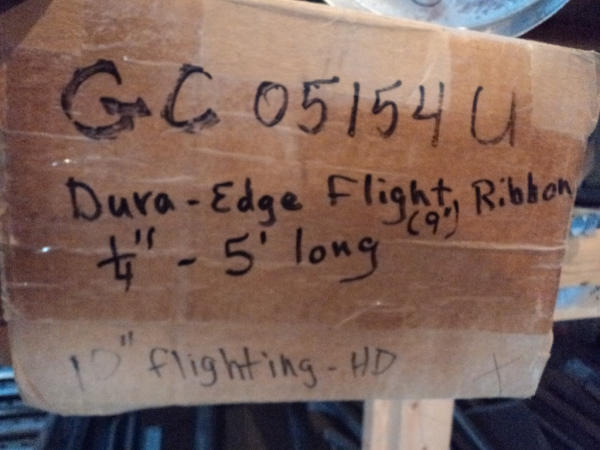 GC 05154 U
Dura-Edge Flight, Ribbon
(9")
1/4" - 5' long
10" flighting - HD
X